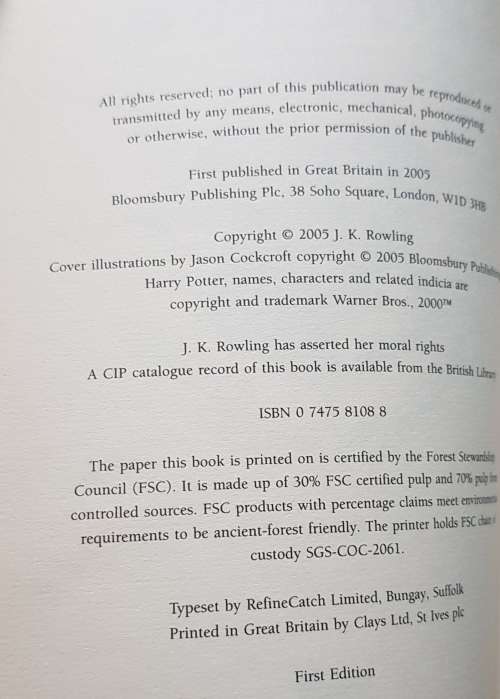 All rights reserved; no part of this publication may be reproduced or
transmitted by any means, electronic, mechanical, photocopying
or otherwise, without the prior permission of the publisher
First published in Great Britain in 2005
Bloomsbury Publishing Plc, 38 Soho Square, London, W1D 3HB
Copyright © 2005 J. K. Rowling
Cover illustrations by Jason Cockcroft copyright © 2005 Bloomsbury Publishing
Harry Potter, names, characters and related indicia are
copyright and trademark Warner Bros., 2000™
J. K. Rowling has asserted her moral rights
A CIP catalogue record of this book is available from the British
ISBN 0 7475 8108 8
The paper this book is printed on is certified by the Forest Stewardship
Council (FSC). It is made up of 30% FSC certified pulp and 70% pulp from
controlled sources. FSC products with percentage claims meet
requirements to be ancient-forest friendly. The printer holds FSC
custody SGS-COC-2061.
Typeset by RefineCatch Limited, Bungay, Suffolk
Printed in Great Britain by Clays Ltd, St Ives plc
First Edition